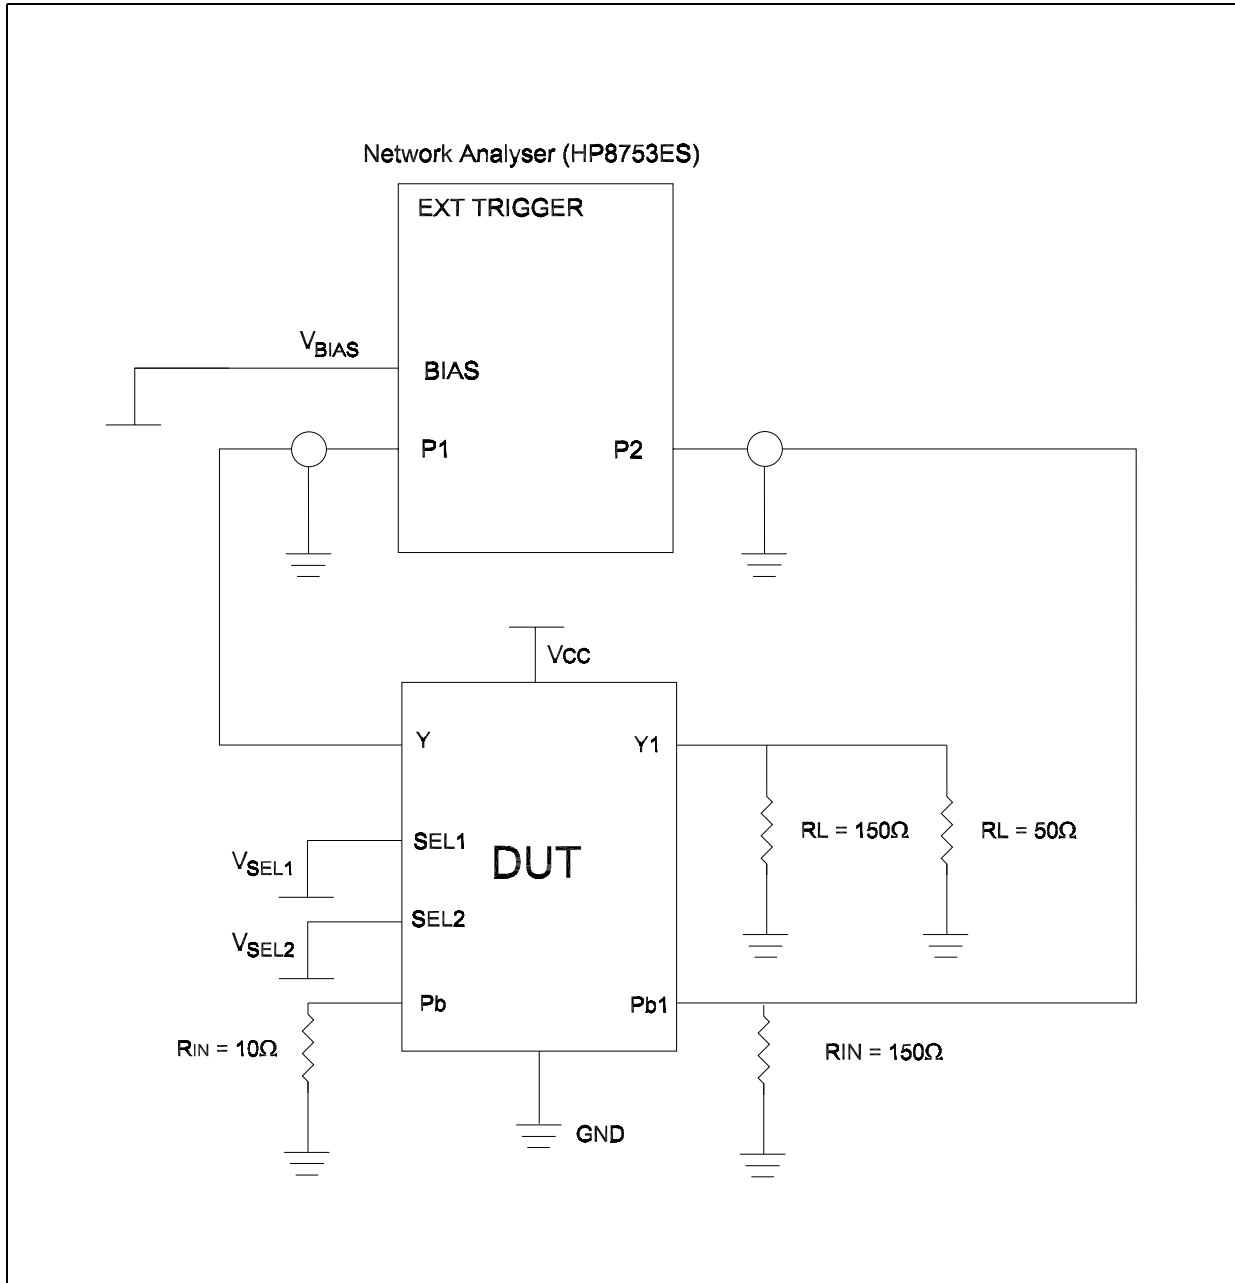 Network Analyser (HP8753ES)
EXT TRIGGER
VBIAS
BIAS
P1
P2
Vcc
Y
Y1
RL = 150Ω
RL = 50Ω
SEL1
VSEL1
DUT
SEL2
VSEL2
Pb
Pb1
RIN = 10Ω
RIN = 150Ω
GND